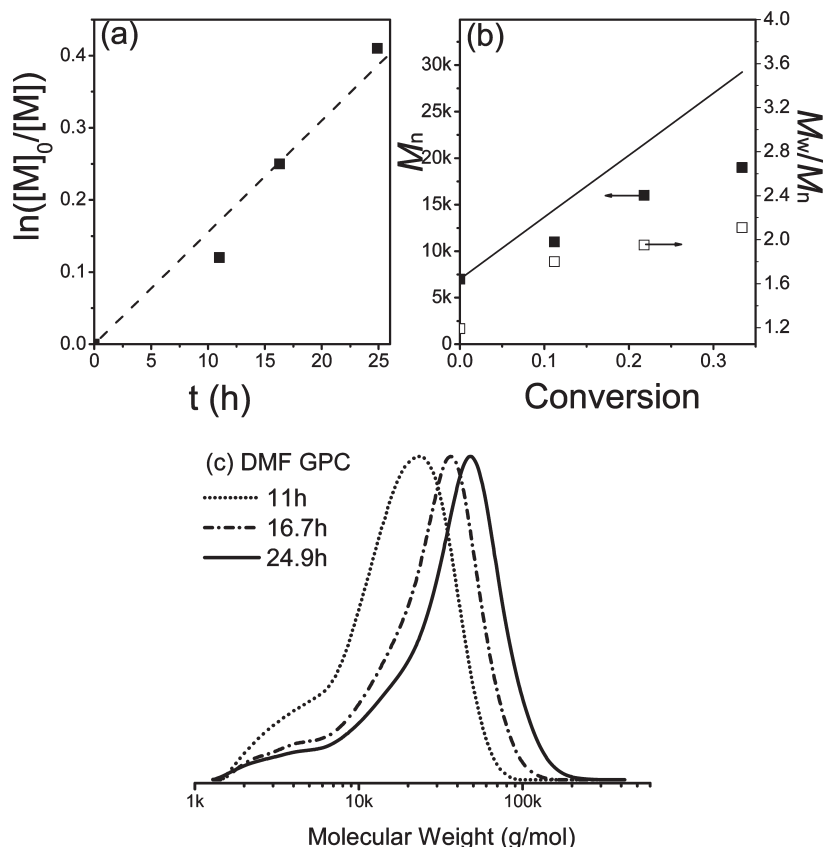 (a)
ln([M]0/[M])
0.4
0.3
0.2
0.1
0.0
0 5 10 15 20 25
t (h)
(b)
Mn
30k
25k
20k
15k
10k
5k
0
0.0 0.1 0.2 0.3
Conversion
4.0
3.6
3.2
2.8
2.4
2.0
1.6
1.2
Mw/Mn
(c) DMF GPC
11h
16.7h
24.9h
1k 10k 100k
Molecular Weight (g/mol)